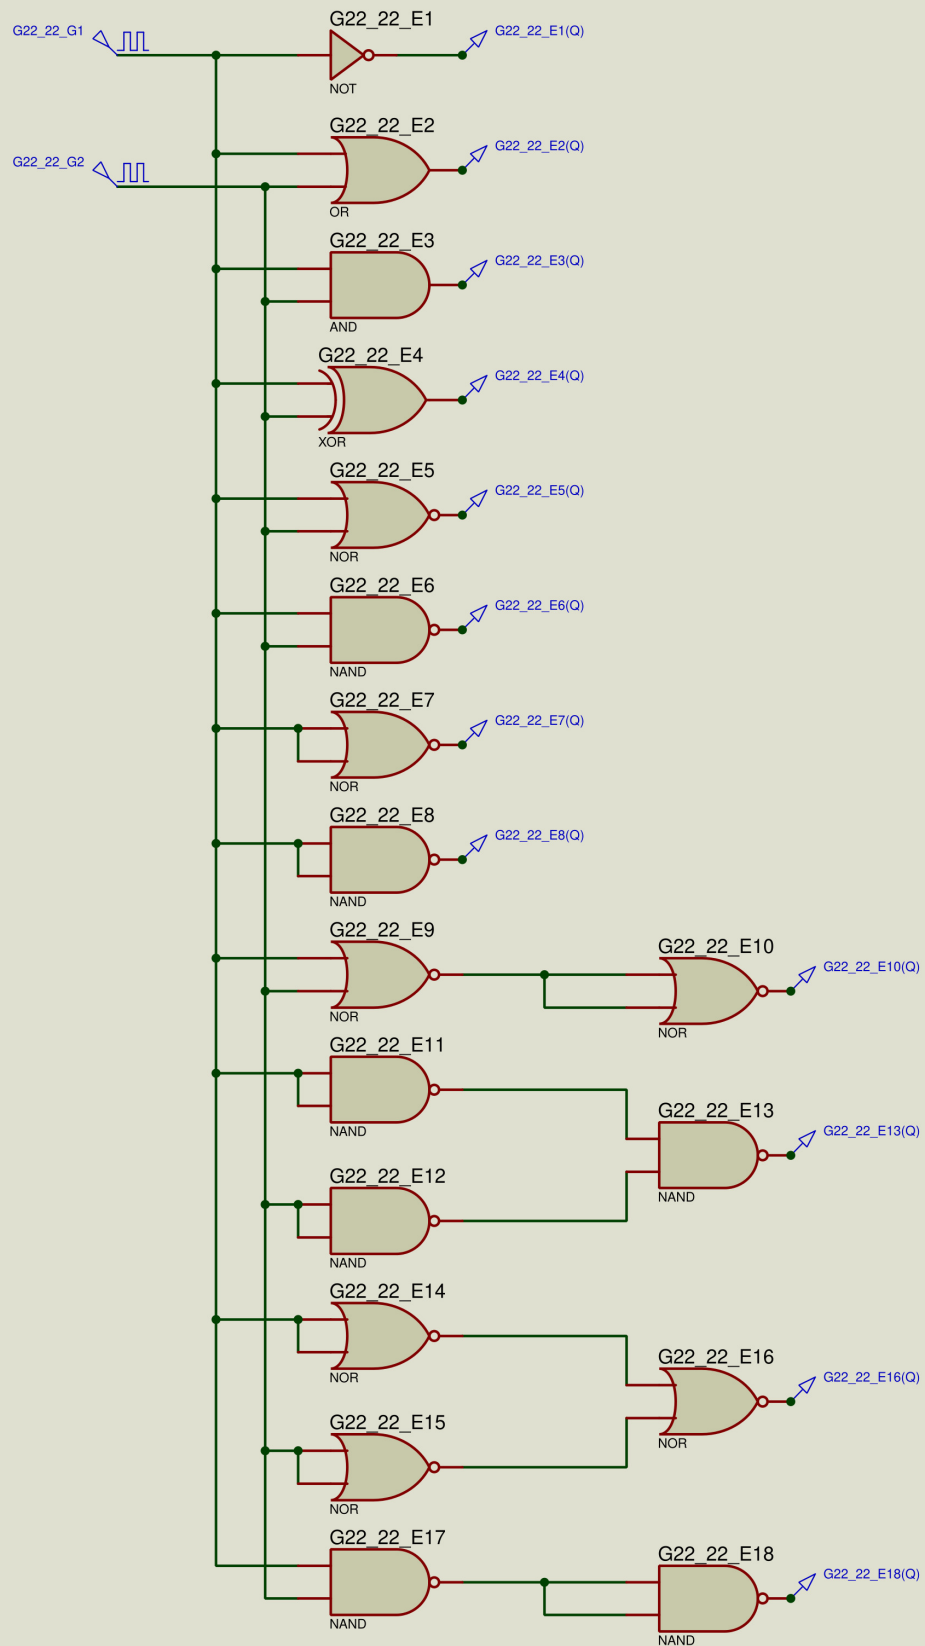 G22_22_E1
G22_22_G1
G22_22_E1(Q)
NOT
G22_22_E2
G22_22_G2
G22_22_E2(Q)
OR
G22_22_E3
G22_22_E3(Q)
AND
G22_22_E4
G22_22_E4(Q)
XOR
G22_22_E5
G22_22_E5(Q)
NOR
G22_22_E6
G22_22_E6(Q)
NAND
G22_22_E7
G22_22_E7(Q)
NOR
G22_22_E8
G22_22_E8(Q)
NAND
G22_22_E9
G22_22_E10
G22_22_E10(Q)
NOR
NOR
G22_22_E11
G22_22_E13
G22_22_E13(Q)
NAND
G22_22_E12
NAND
NAND
G22_22_E14
G22_22_E16
G22_22_E16(Q)
NOR
G22_22_E15
NOR
NOR
G22_22_E17
G22_22_E18
G22_22_E18(Q)
NAND
NAND